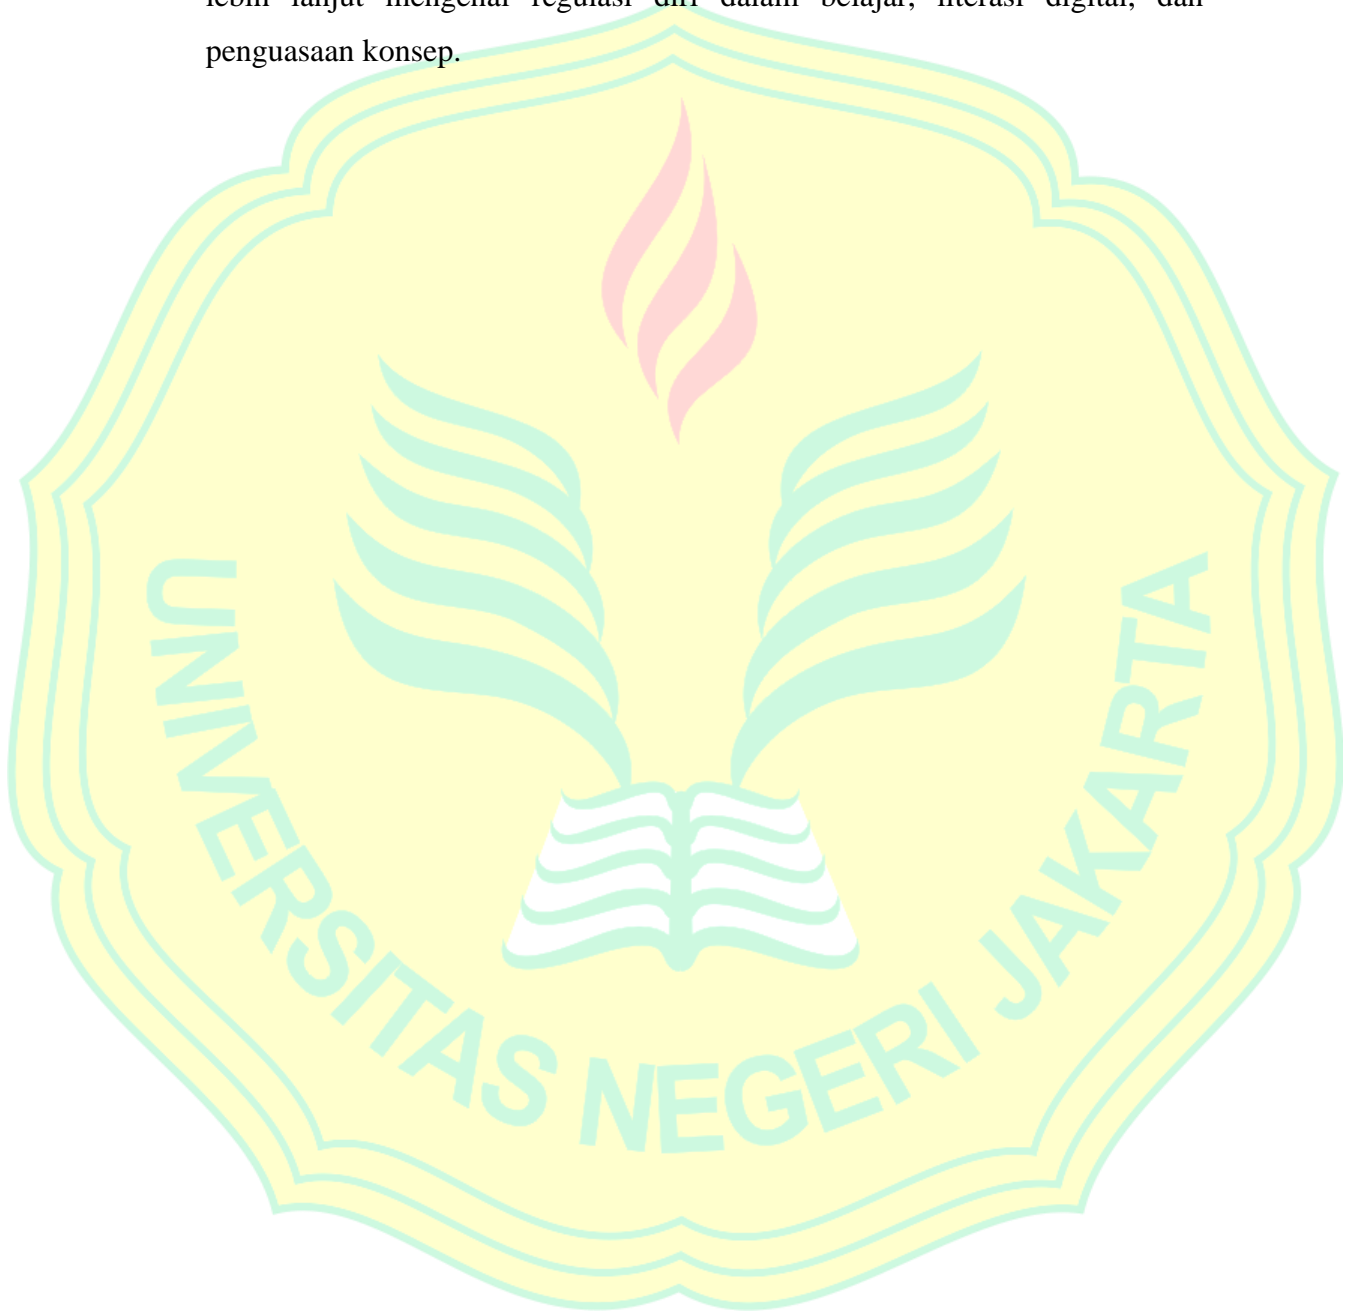 lebih lanjut mengenai regulasi diri dalam belajar, literasi digital, dan
penguasaan konsep.
UNIVERSITAS NEGERI JAKARTA